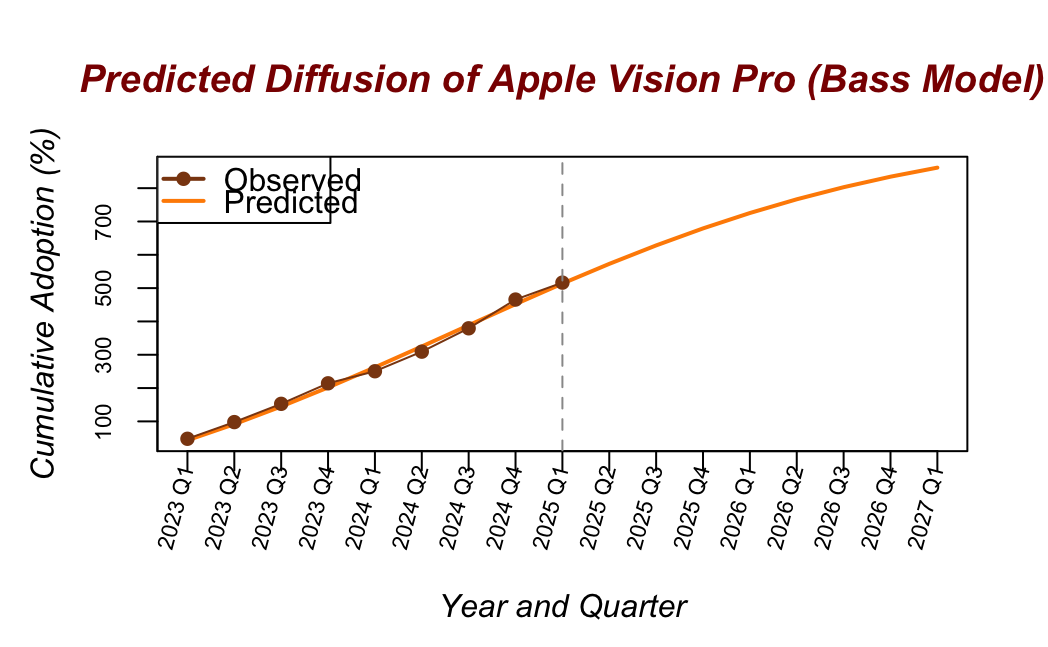 Predicted Diffusion of Apple Vision Pro (Bass Model)
Cumulative Adoption (%)
Observed
Predicted
700
500
300
100
2023 Q1
2023 Q2
2023 Q3
2023 Q4
2024 Q1
2024 Q2
2024 Q3
2024 Q4
2025 Q1
2025 Q2
2025 Q3
2025 Q4
2026 Q1
2026 Q2
2026 Q3
2026 Q4
2027 Q1
Year and Quarter